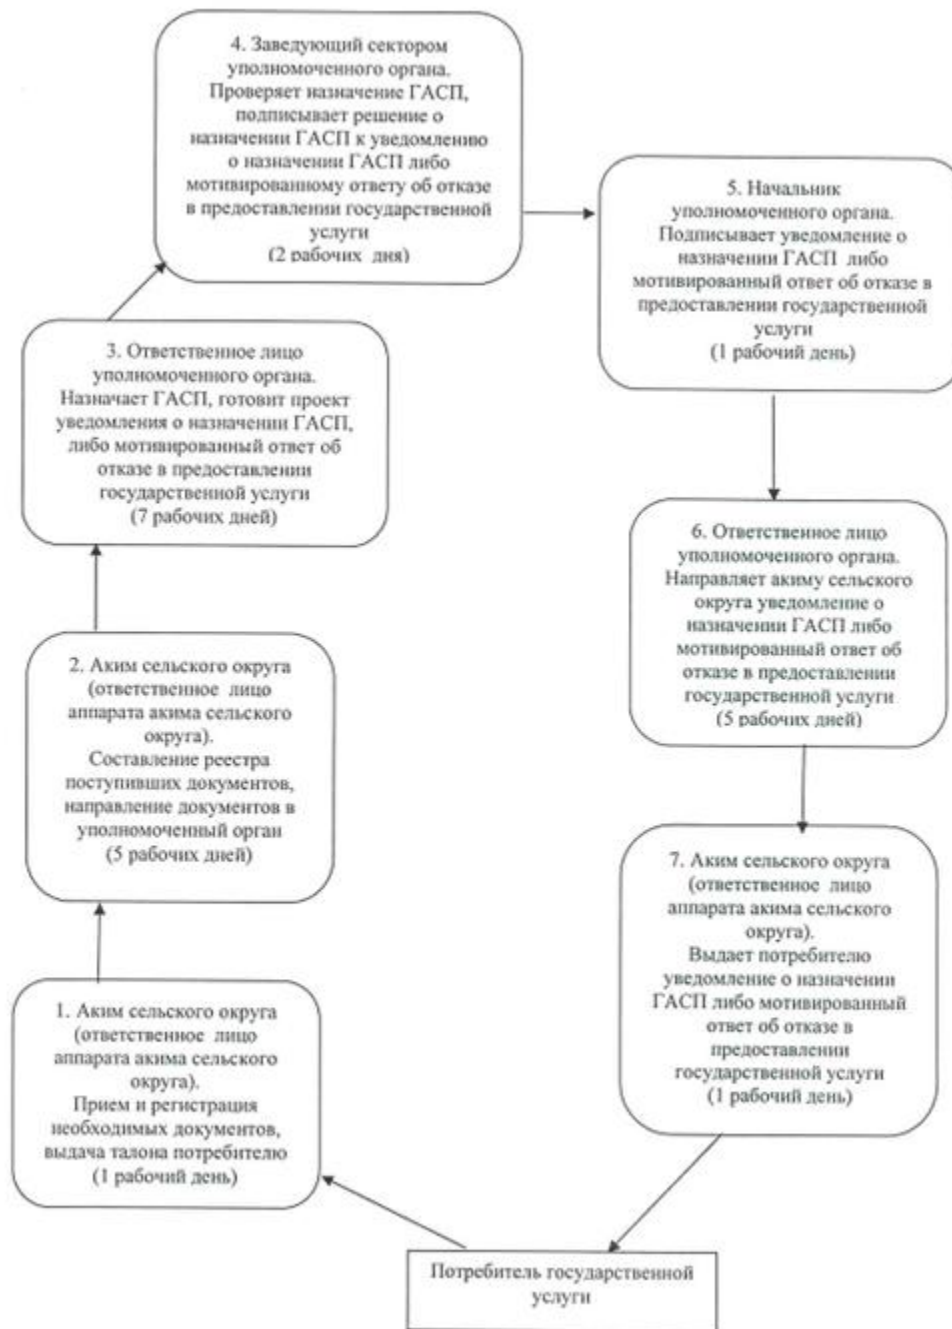 4. Заведующий сектором
уполномоченного органа.
Проверяет назначение ГАСП,
подписывает решение о
назначении ГАСП к уведомлению
о назначении ГАСП либо
мотивированному ответу об отказе
в предоставлении государственной
услуги
(2 рабочих дня)
5. Начальник
уполномоченного органа.
Подписывает уведомление о
назначении ГАСП либо
мотивированный ответ об отказе в
предоставлении государственной
услуги
(1 рабочий день)
3. Ответственное лицо
уполномоченного органа.
Назначает ГАСП, готовит проект
уведомления о назначении ГАСП,
либо мотивированный ответ об
отказе в предоставлении
государственной услуги
(7 рабочих дней)
6. Ответственное лицо
уполномоченного органа.
Направляет акиму сельского
округа уведомление о
назначении ГАСП либо
мотивированный ответ об
отказе в предоставлении
государственной услуги
(5 рабочих дней)
2. Аким сельского округа
(ответственное лицо
аппарата акима сельского
округа).
Составление реестра
поступивших документов,
направление документов в
уполномоченный орган
(5 рабочих дней)
7. Аким сельского округа
(ответственное лицо
аппарата акима сельского
округа).
Выдает потребителю
уведомление о назначении
ГАСП либо мотивированный
ответ об отказе в
предоставлении
государственной услуги
(1 рабочий день)
1. Аким сельского округа
(ответственное лицо
аппарата акима сельского
округа).
Прием и регистрация
необходимых документов,
выдача талона потребителю
(1 рабочий день)
Потребитель государственной
услуги